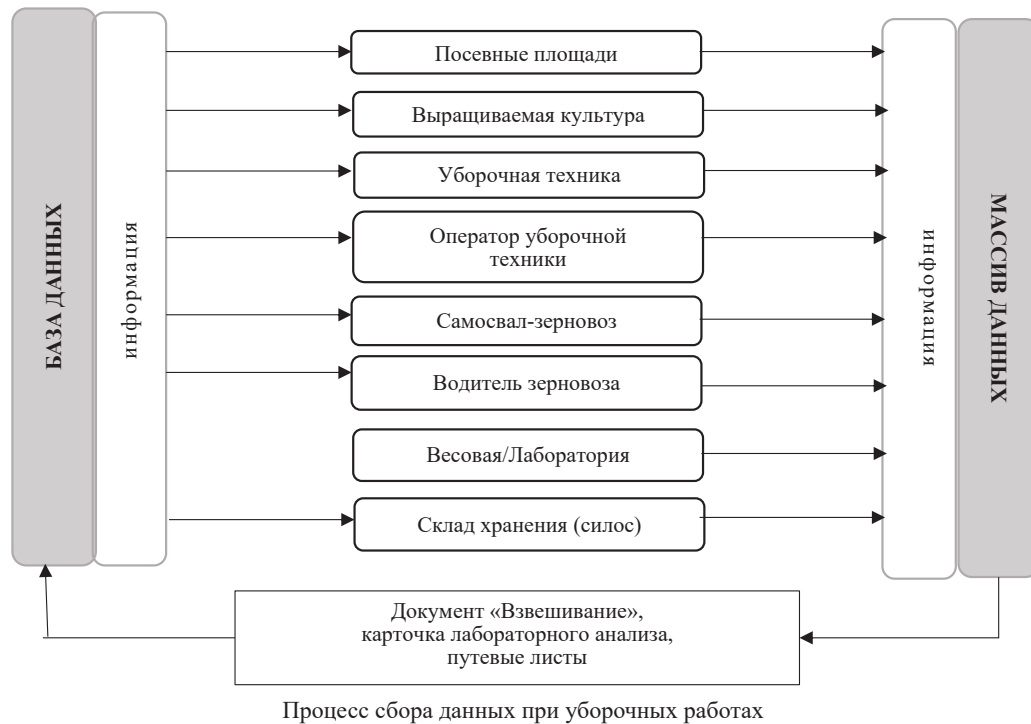 БАЗА ДАННЫХ
информация
Посевные площади
Выращиваемая культура
Уборочная техника
Оператор уборочной
техники
Самосвал-зерновоз
Водитель зерновоза
Весовая/Лаборатория
Склад хранения (силос)
информация
МАССИВ ДАННЫХ
Документ «Взвешивание»,
карточка лабораторного анализа,
путевые листы
Процесс сбора данных при уборочных работах